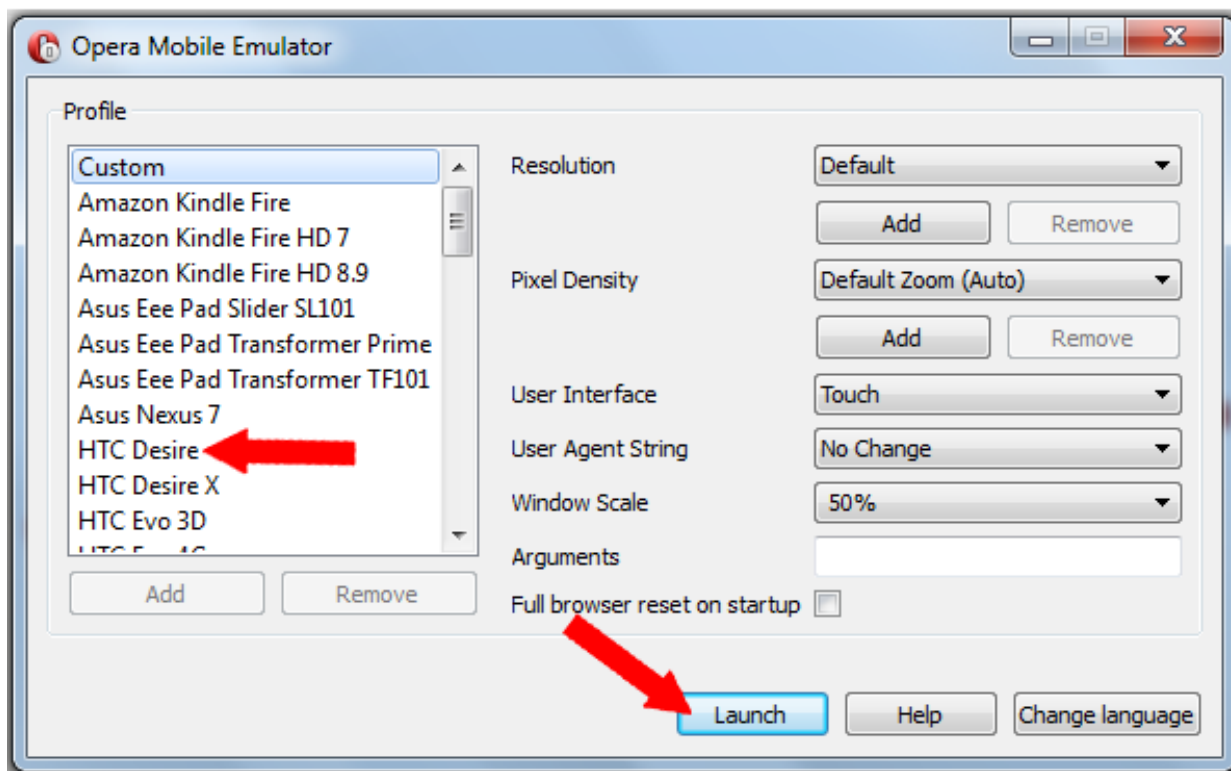 Opera Mobile Emulator
Profile
Custom
Amazon Kindle Fire
Amazon Kindle Fire HD 7
Amazon Kindle Fire HD 8.9
Asus Eee Pad Slider SL101
Asus Eee Pad Transformer Prime
Asus Eee Pad Transformer TF101
Asus Nexus 7
HTC Desire
HTC Desire X
HTC Evo 3D
Add Remove
Resolution Default
Add Remove
Pixel Density Default Zoom (Auto)
Add Remove
User Interface Touch
User Agent String No Change
Window Scale 50%
Arguments
Full browser reset on startup
Launch Help Change language